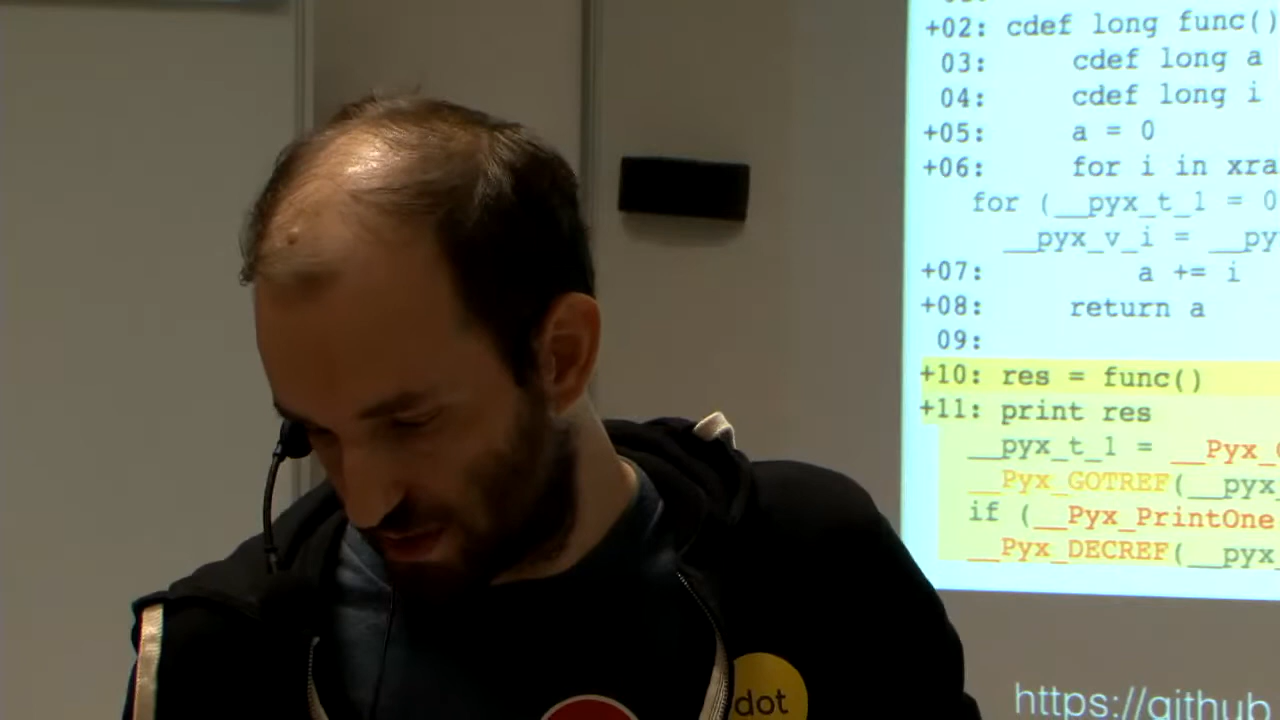 +02: cdef long func()
03: cdef long a
04: cdef long i
+05: a = 0
+06: for i in xra
for (__pyx_t_1 = 0
__pyx_v_i = __py
+07: a += i
+08: return a
09:
+10: res = func()
+11: print res
__pyx_t_1 = __Pyx_
__Pyx_GOTREF(__pyx_
if (__Pyx_PrintOne
__Pyx_DECREF(__pyx_
https://github
dot